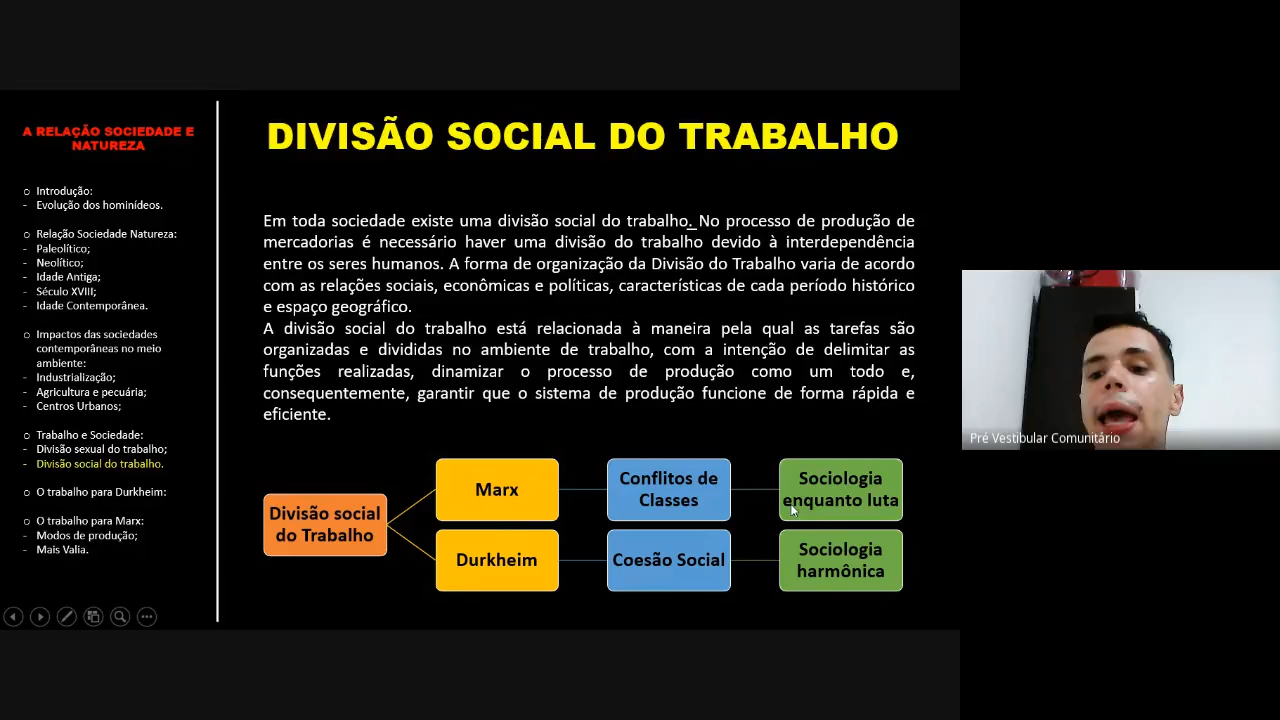 A RELAÇÃO SOCIEDADE E
NATUREZA
o Introdução:
- Evolução dos hominídeos.
o Relação Sociedade Natureza:
- Paleolítico;
- Neolítico;
- Idade Antiga;
- Século XVIII;
- Idade Contemporânea.
o Impactos das sociedades
contemporâneas no meio
ambiente:
- Industrialização;
- Agricultura e pecuária;
- Centros Urbanos;
o Trabalho e Sociedade:
- Divisão sexual do trabalho;
- Divisão social do trabalho.
o O trabalho para Durkheim:
o O trabalho para Marx:
- Modos de produção;
- Mais Valia.
DIVISÃO SOCIAL DO TRABALHO
Em toda sociedade existe uma divisão social do trabalho. No processo de produção de
mercadorias é necessário haver uma divisão do trabalho devido à interdependência
entre os seres humanos. A forma de organização da Divisão do Trabalho varia de acordo
com as relações sociais, econômicas e políticas, características de cada período histórico
e espaço geográfico.
A divisão social do trabalho está relacionada à maneira pela qual as tarefas são
organizadas e divididas no ambiente de trabalho, com a intenção de delimitar as
funções realizadas, dinamizar o processo de produção como um todo e,
consequentemente, garantir que o sistema de produção funcione de forma rápida e
eficiente.
Divisão social
do Trabalho
Marx
Conflitos de
Classes
Sociologia
enquanto luta
Durkheim
Coesão Social
Sociologia
harmônica
Pré Vestibular Comunitário